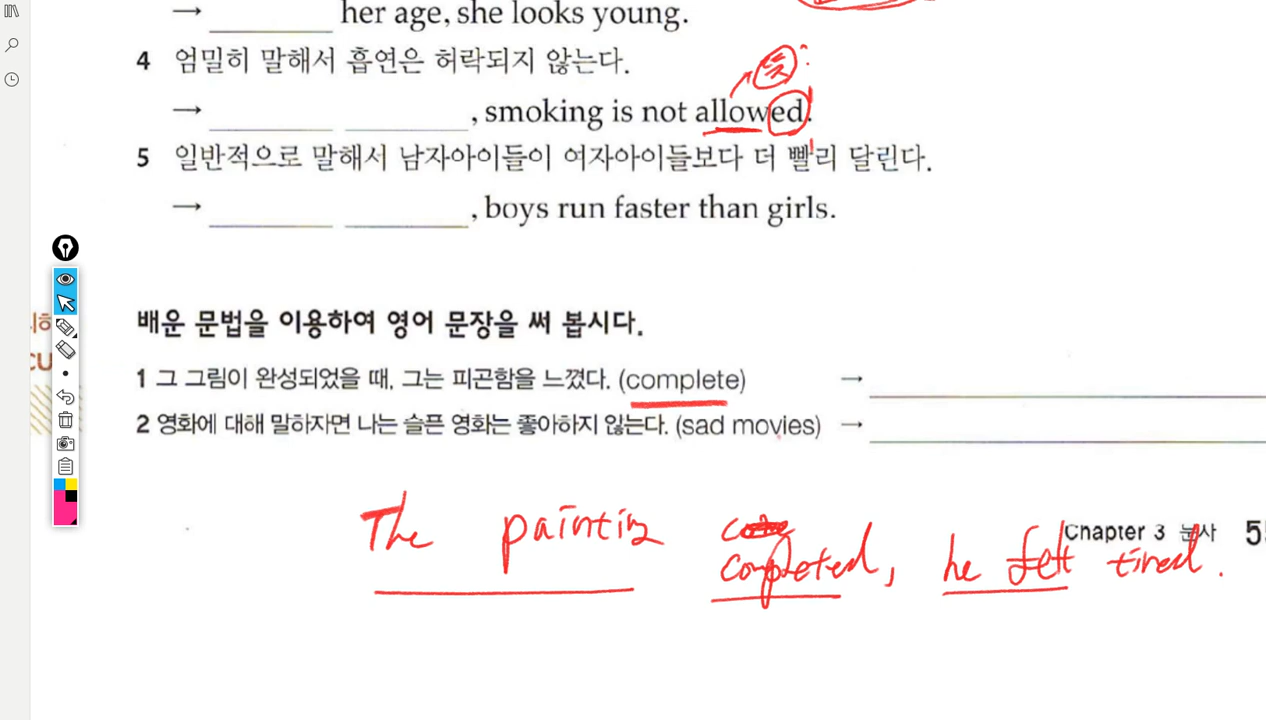 → ________ her age, she looks young.
4 엄밀히 말해서 흡연은 허락되지 않는다.
뜻
→ ________ ________, smoking is not allowed.
5 일반적으로 말해서 남자아이들이 여자아이들보다 더 빨리 달린다.
→ ________ ________, boys run faster than girls.
배운 문법을 이용하여 영어 문장을 써 봅시다.
1 그 그림이 완성되었을 때, 그는 피곤함을 느꼈다. (complete) →
2 영화에 대해 말하자면 나는 슬픈 영화는 좋아하지 않는다. (sad movies) →
Chapter 3 분사
The painting completed, he felt tired.